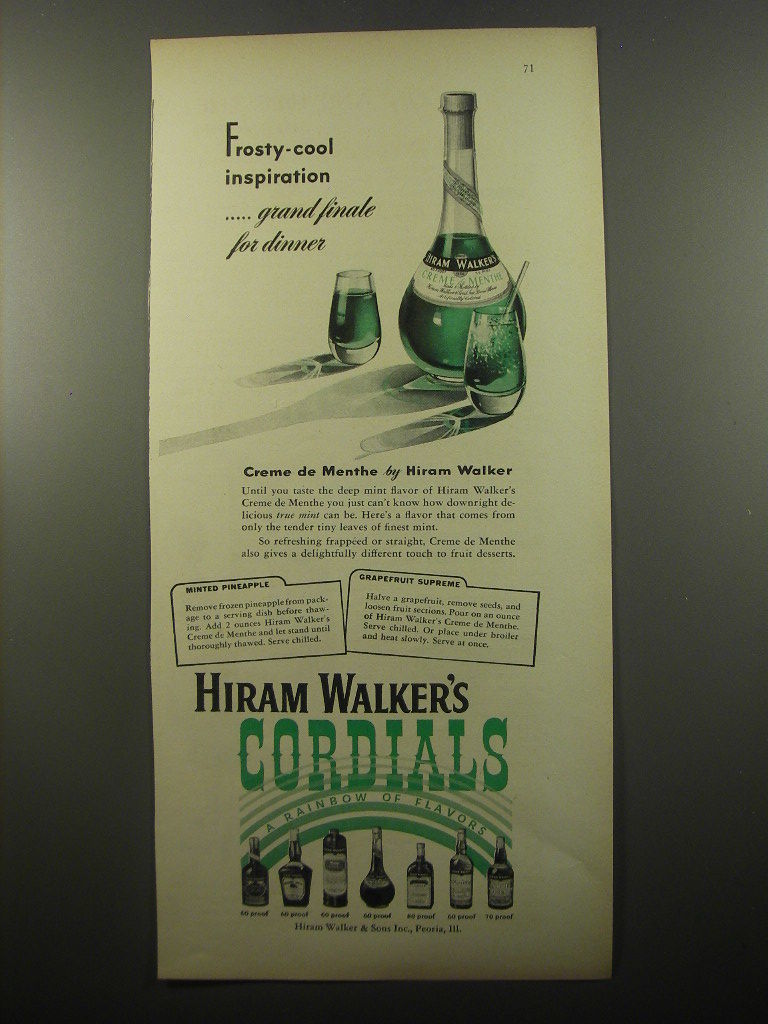 71
Frosty-cool
inspiration
..... grand finale
for dinner
HIRAM WALKER'S
CREME de MENTHE
Creme de Menthe by Hiram Walker
Until you taste the deep mint flavor of Hiram Walker's
Creme de Menthe you just can't know how downright de-
licious true mint can be. Here's a flavor that comes from
only the tender tiny leaves of finest mint.
So refreshing frappéed or straight, Creme de Menthe
also gives a delightfully different touch to fruit desserts.
MINTED PINEAPPLE
Remove frozen pineapple from pack-
age to a serving dish before thaw-
ing. Add 2 ounces Hiram Walker's
Creme de Menthe and let stand until
thoroughly thawed. Serve chilled.
GRAPEFRUIT SUPREME
Halve a grapefruit, remove seeds, and
loosen fruit sections. Pour on an ounce
of Hiram Walker's Creme de Menthe.
Serve chilled. Or place under broiler
and heat slowly. Serve at once.
HIRAM WALKER'S
CORDIALS
A RAINBOW OF FLAVORS
60 proof 60 proof 60 proof 60 proof 80 proof 60 proof 70 proof
Hiram Walker & Sons Inc., Peoria, Ill.